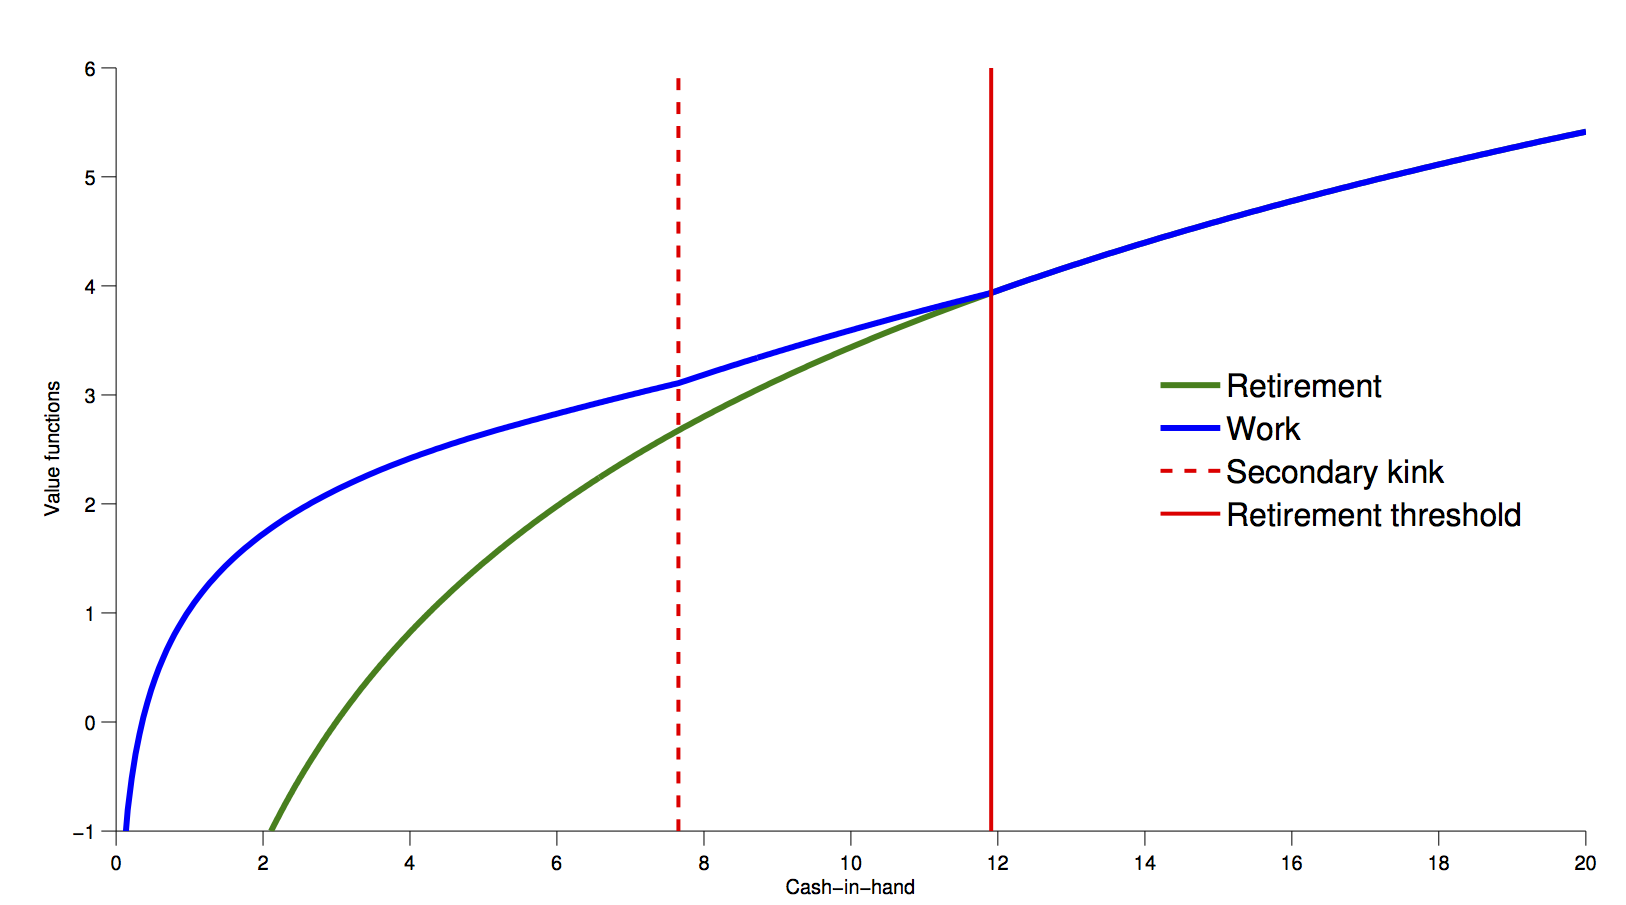 6
5
4
3
2
1
0
−1
Value functions
Retirement
Work
Secondary kink
Retirement threshold
0 2 4 6 8 10 12 14 16 18 20
Cash−in−hand